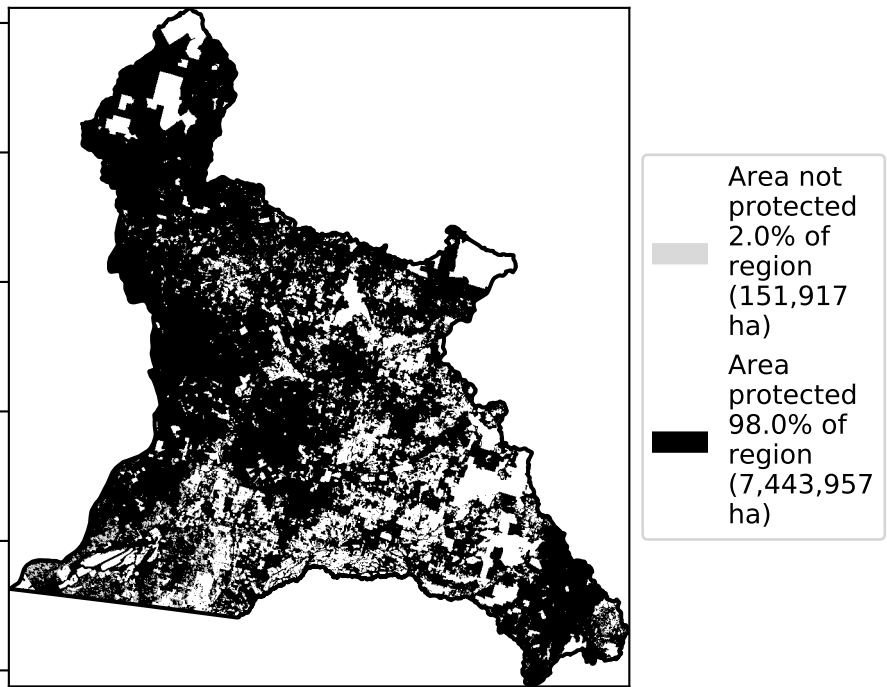 Area not
protected
2.0% of
region
(151,917
ha)
Area
protected
98.0% of
region
(7,443,957
ha)